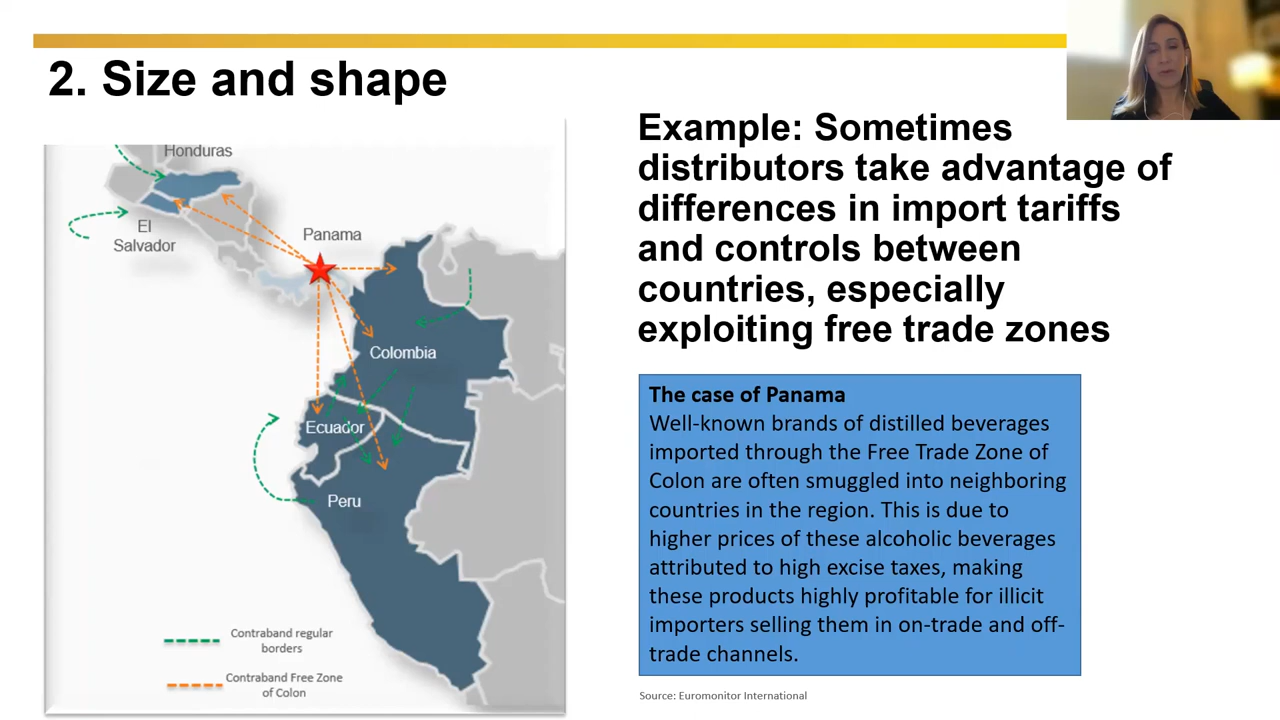 2. Size and shape
Honduras
El
Salvador
Panama
Colombia
Ecuador
Peru
Contraband regular
borders
Contraband Free Zone
of Colon
Example: Sometimes
distributors take advantage of
differences in import tariffs
and controls between
countries, especially
exploiting free trade zones
The case of Panama
Well-known brands of distilled beverages
imported through the Free Trade Zone of
Colon are often smuggled into neighboring
countries in the region. This is due to
higher prices of these alcoholic beverages
attributed to high excise taxes, making
these products highly profitable for illicit
importers selling them in on-trade and off-
trade channels.
Source: Euromonitor International